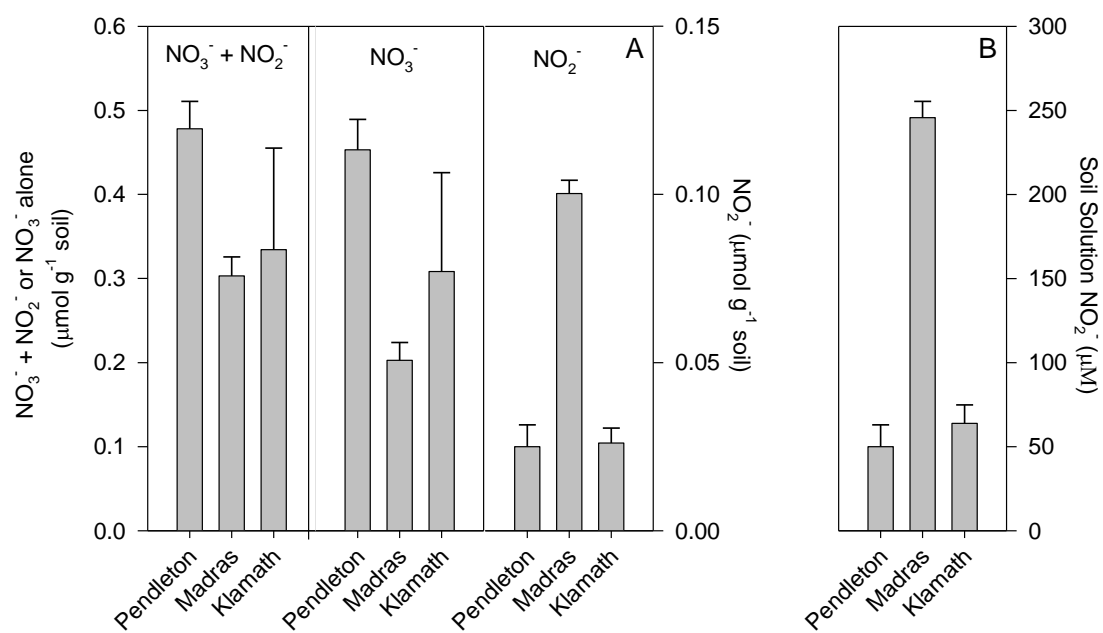 NO₃⁻ + NO₂⁻ or NO₃⁻ alone
(μmol g⁻¹ soil)
0.6
0.5
0.4
0.3
0.2
0.1
0.0
NO₃⁻ + NO₂⁻
NO₃⁻
NO₂⁻
A
Pendleton
Madras
Klamath
Pendleton
Madras
Klamath
Pendleton
Madras
Klamath
0.15
0.10
0.05
0.00
NO₂⁻ (μmol g⁻¹ soil)
B
Pendleton
Madras
Klamath
300
250
200
150
100
50
0
Soil Solution NO₂⁻ (μM)